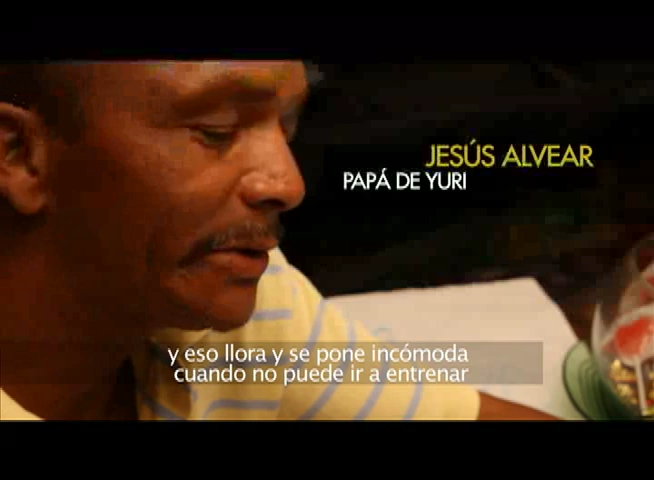 JESÚS ALVEAR
PAPÁ DE YURI
y eso llora y se pone incómoda
cuando no puede ir a entrenar